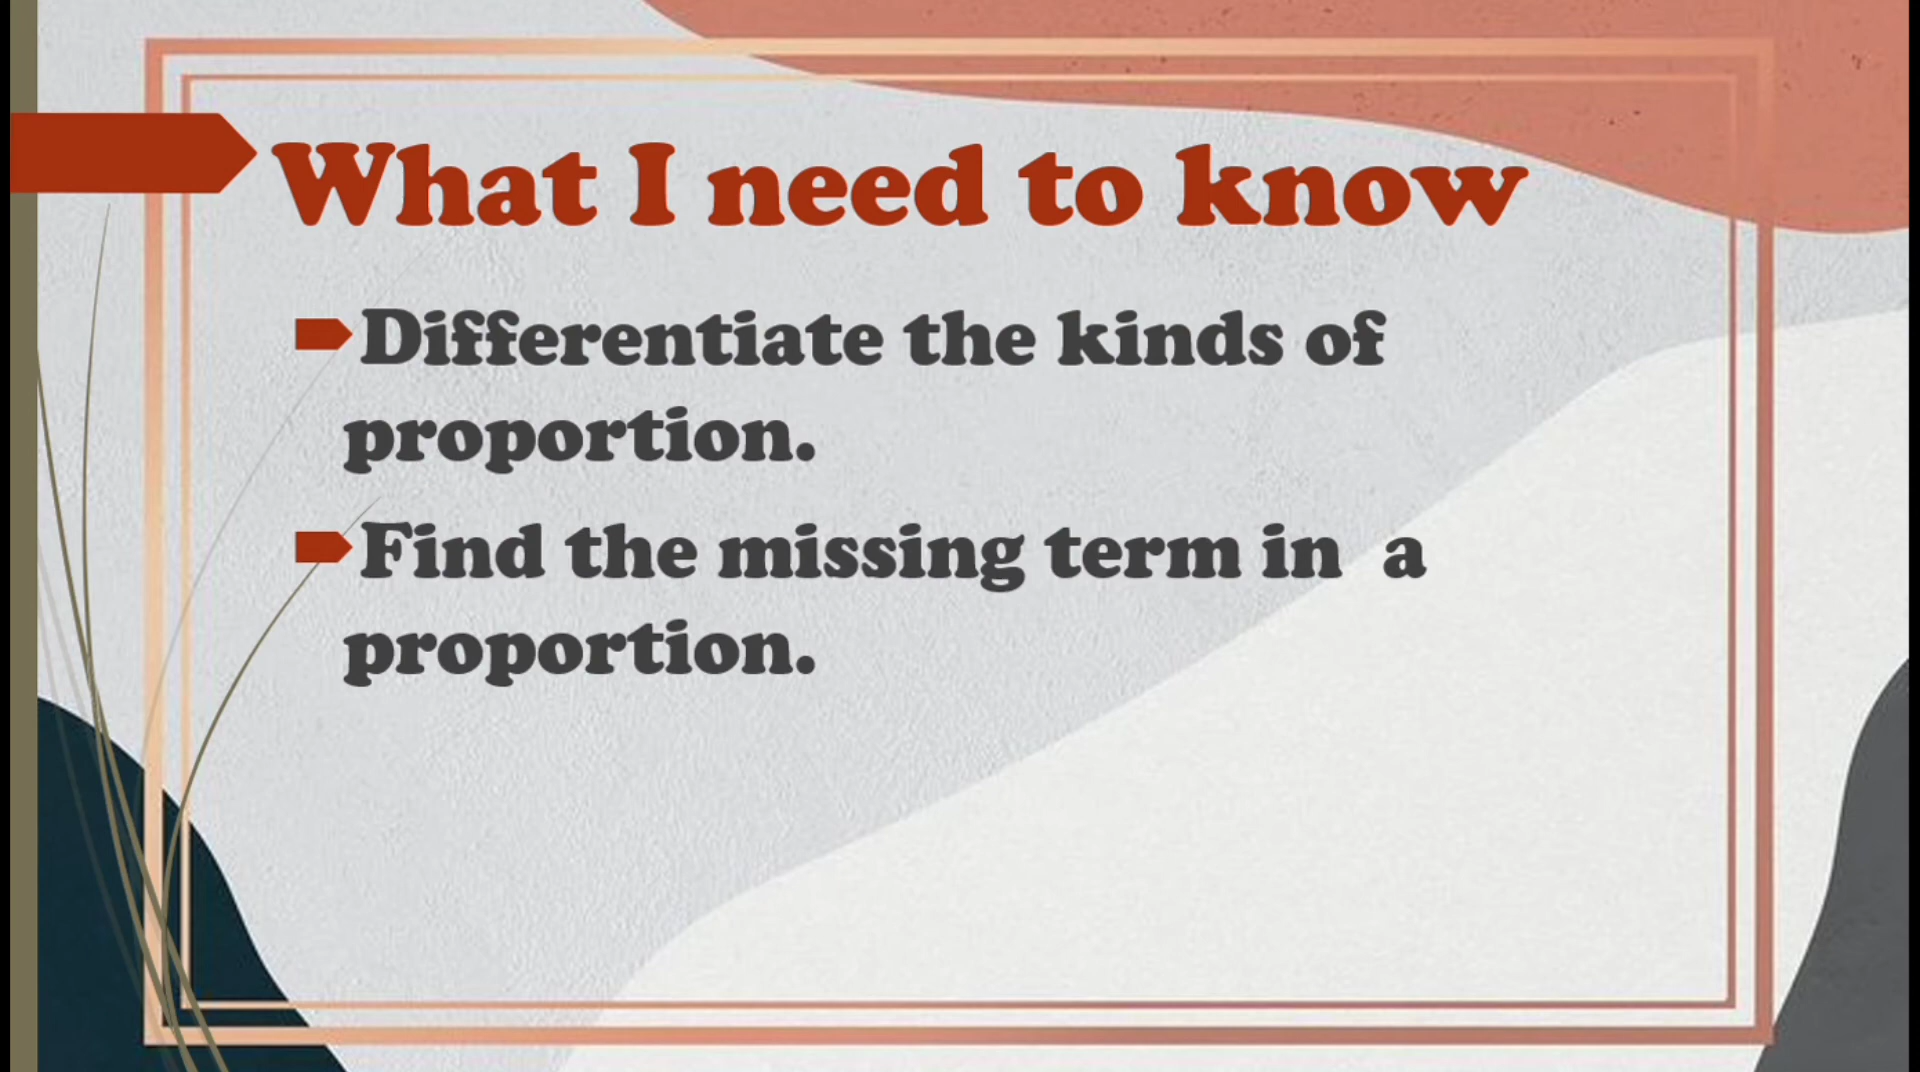 What I need to know
Differentiate the kinds of
proportion.
Find the missing term in a
proportion.